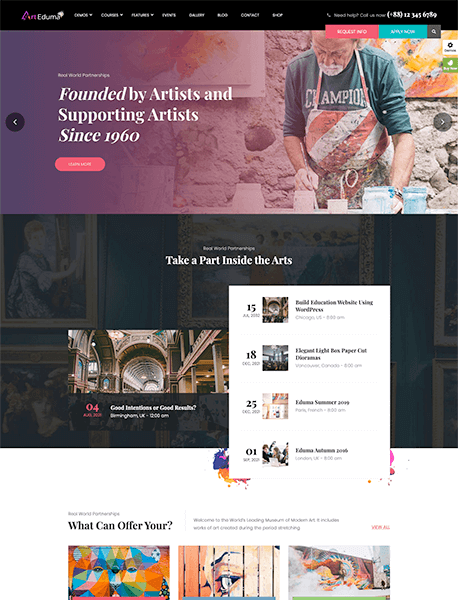 Art Eduma
DEMOS COURSES FEATURES EVENTS GALLERY BLOG CONTACT SHOP
Need help? Call us now: (+88) 12 345 6789
REQUEST INFO APPLY NOW
Demos
Buy Now
Real World Partnerships
Founded by Artists and
Supporting Artists
Since 1960
LEARN MORE
CHAMPION
Real World Partnerships
Take a Part Inside the Arts
04
AUG, 2021
Good Intentions or Good Results?
Birmingham, UK - 12:00 am
15
JUL, 2030
Build Education Website Using
WordPress
Chicago, US - 8:00 am
18
DEC, 2021
Elegant Light Box Paper Cut
Dioramas
Vancouver, Canada - 8:00 am
25
DEC, 2021
Eduma Summer 2019
Paris, French - 8:00 am
01
SEP, 2021
Eduma Autumn 2016
London, UK - 8:00 am
Real World Partnerships
What Can Offer Your?
Welcome to the World's Leading Museum of Modern Art. It includes
works of art created during the period stretching.
VIEW ALL